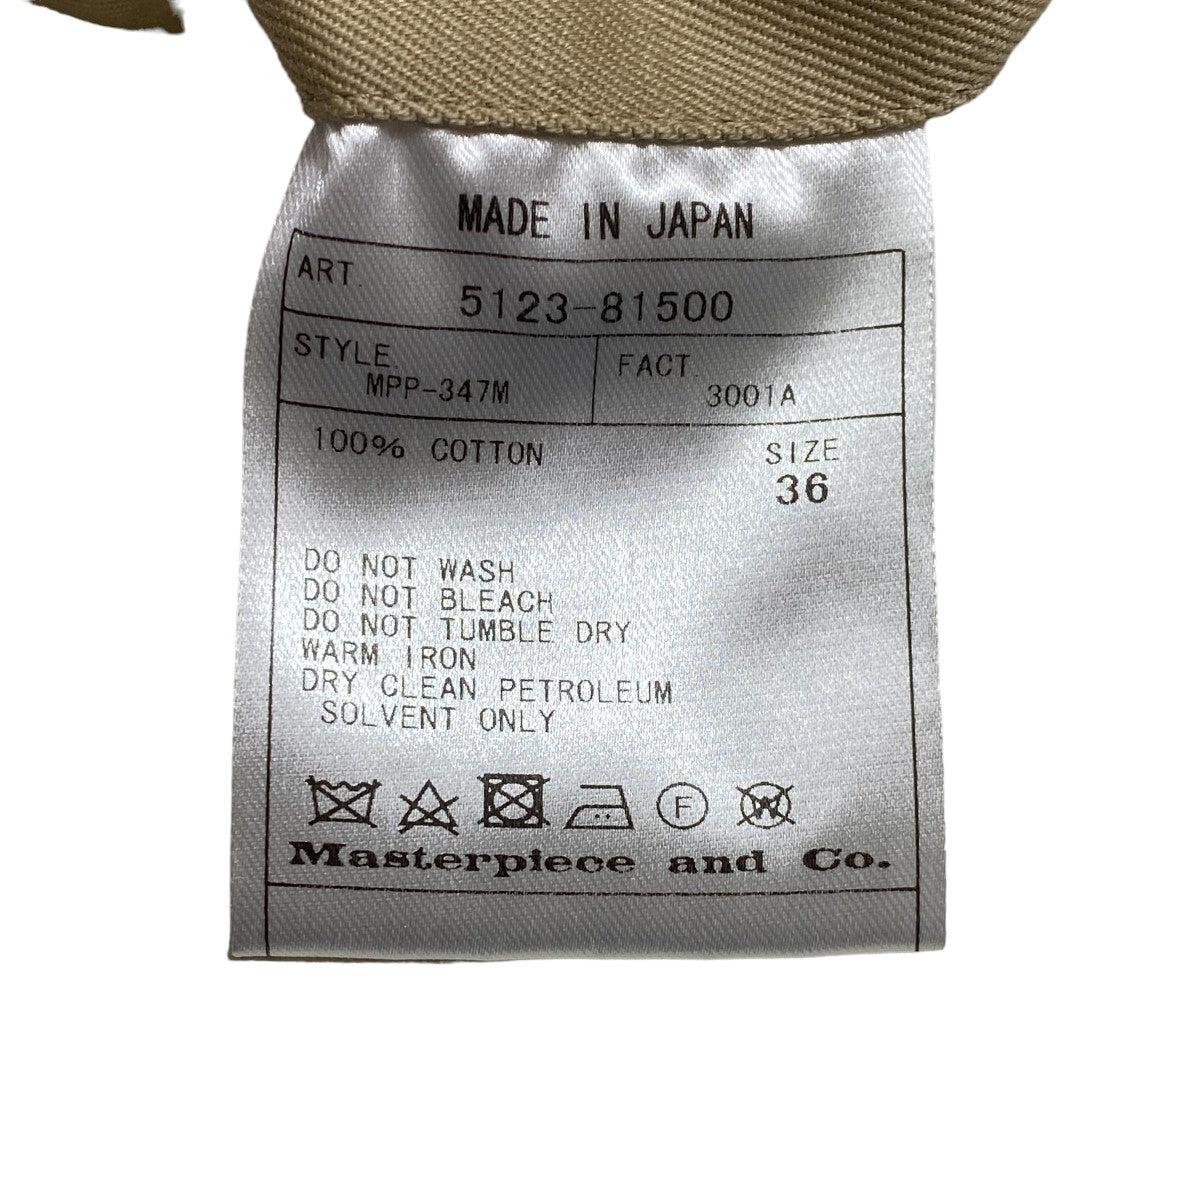 MADE IN JAPAN
ART.
5123-81500
STYLE.
MPP-347M
FACT.
3001A
100% COTTON
SIZE
36
DO NOT WASH
DO NOT BLEACH
DO NOT TUMBLE DRY
WARM IRON
DRY CLEAN PETROLEUM
SOLVENT ONLY
F W
Masterpiece and Co.